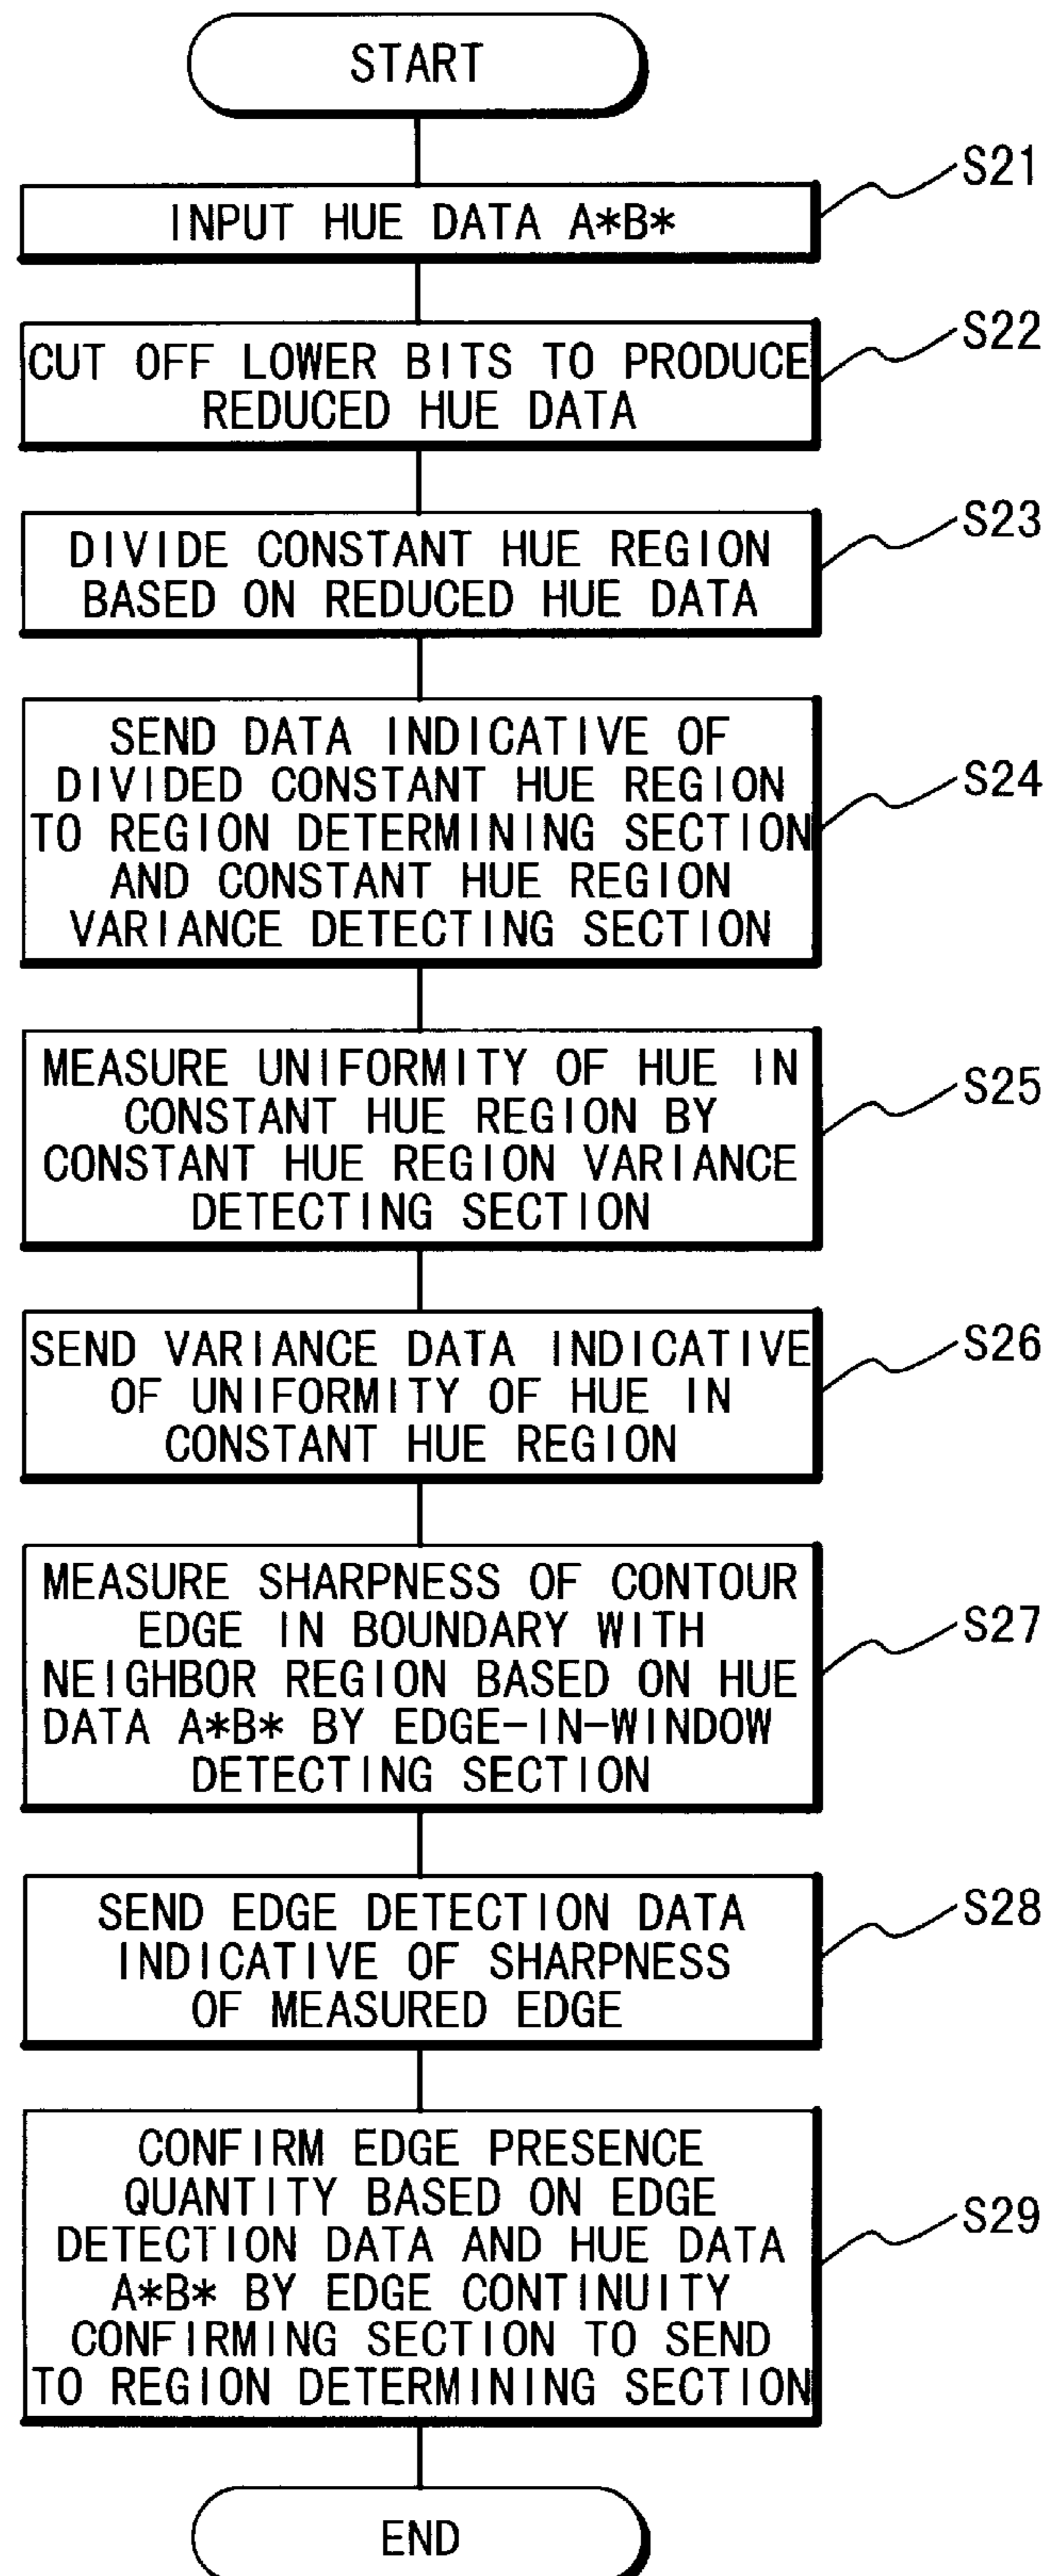 START
S21
INPUT HUE DATA A*B*
S22
CUT OFF LOWER BITS TO PRODUCE
REDUCED HUE DATA
S23
DIVIDE CONSTANT HUE REGION
BASED ON REDUCED HUE DATA
S24
SEND DATA INDICATIVE OF
DIVIDED CONSTANT HUE REGION
TO REGION DETERMINING SECTION
AND CONSTANT HUE REGION
VARIANCE DETECTING SECTION
S25
MEASURE UNIFORMITY OF HUE IN
CONSTANT HUE REGION BY
CONSTANT HUE REGION VARIANCE
DETECTING SECTION
S26
SEND VARIANCE DATA INDICATIVE
OF UNIFORMITY OF HUE IN
CONSTANT HUE REGION
S27
MEASURE SHARPNESS OF CONTOUR
EDGE IN BOUNDARY WITH
NEIGHBOR REGION BASED ON HUE
DATA A*B* BY EDGE-IN-WINDOW
DETECTING SECTION
S28
SEND EDGE DETECTION DATA
INDICATIVE OF SHARPNESS
OF MEASURED EDGE
S29
CONFIRM EDGE PRESENCE
QUANTITY BASED ON EDGE
DETECTION DATA AND HUE DATA
A*B* BY EDGE CONTINUITY
CONFIRMING SECTION TO SEND
TO REGION DETERMINING SECTION
END